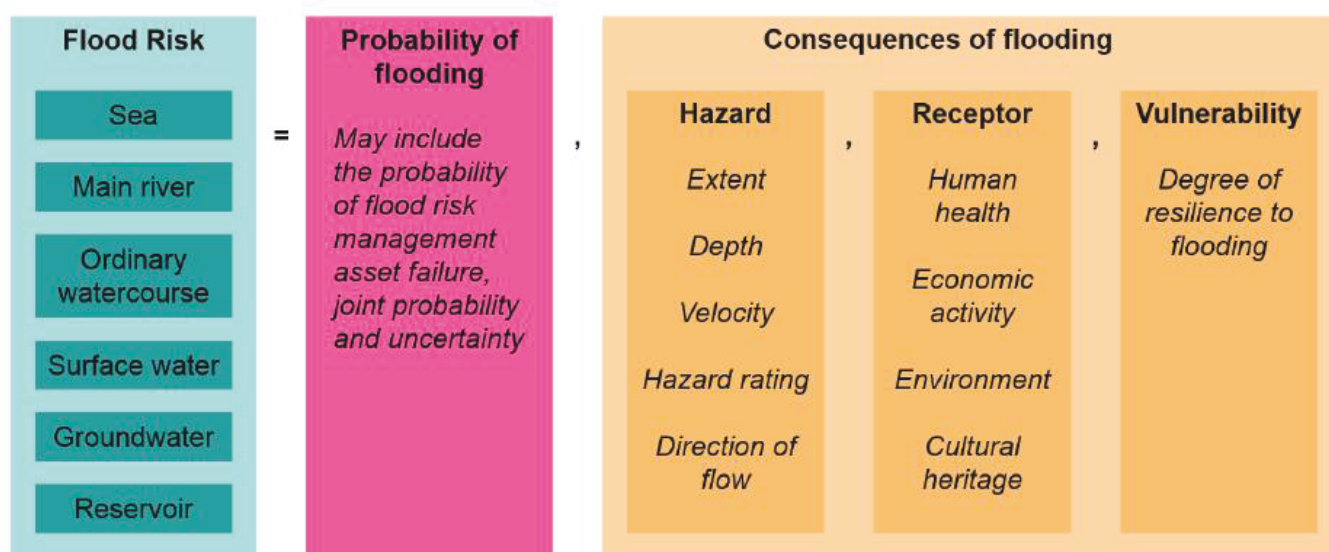 Flood Risk
Sea
Main river
Ordinary
watercourse
Surface water
Groundwater
Reservoir
=
Probability of
flooding
May include
the probability
of flood risk
management
asset failure,
joint probability
and uncertainty
,
Consequences of flooding
Hazard
Extent
Depth
Velocity
Hazard rating
Direction of
flow
,
Receptor
Human
health
Economic
activity
Environment
Cultural
heritage
,
Vulnerability
Degree of
resilience to
flooding